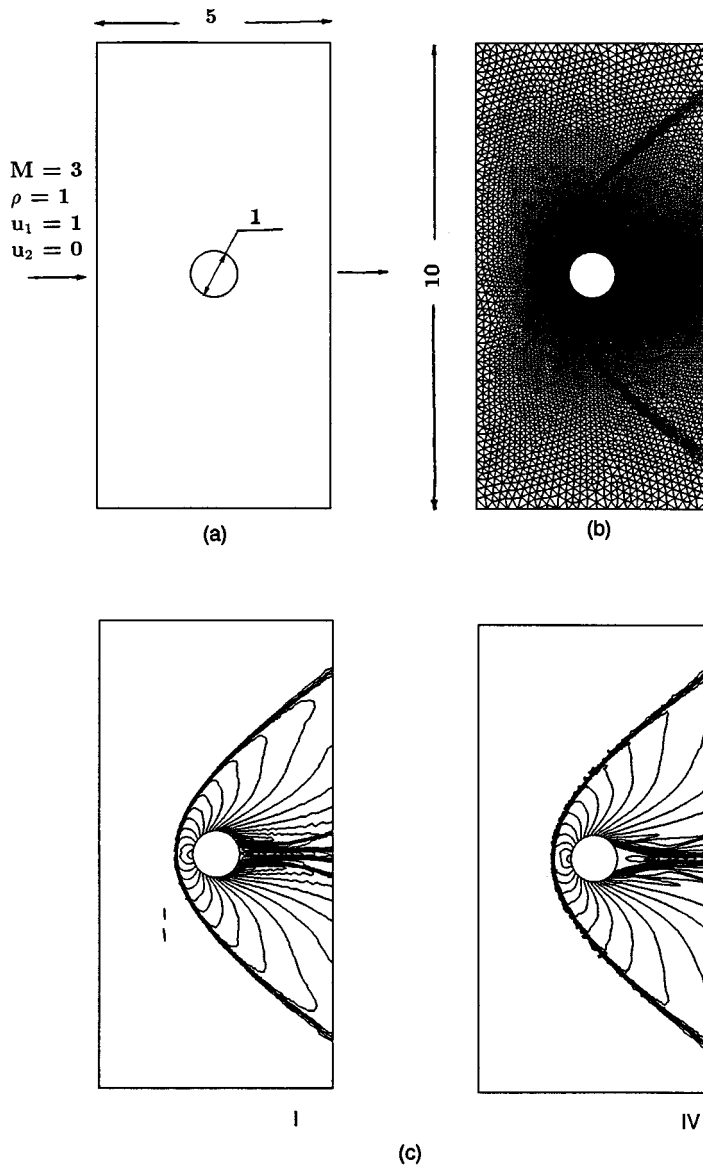 5
M = 3
ρ = 1
u₁ = 1
u₂ = 0
1
10
(a)
(b)
I
IV
(c)